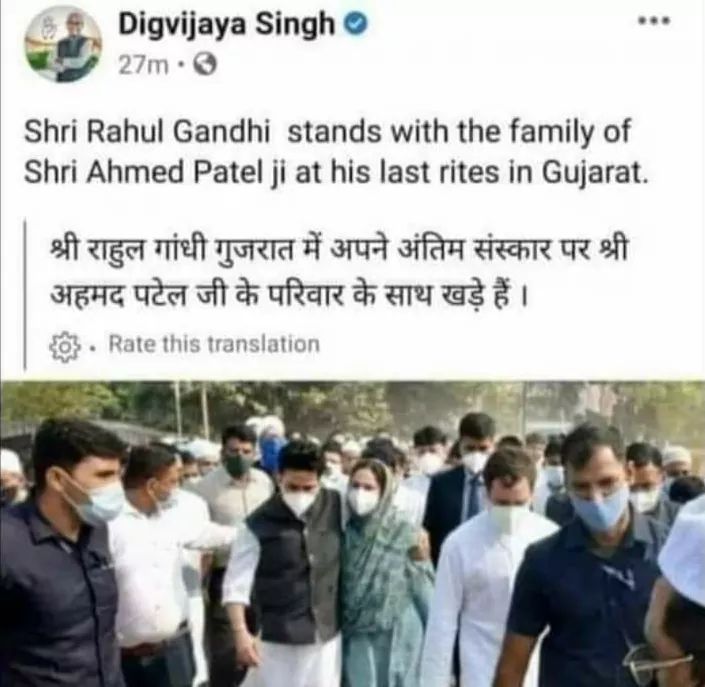 Digvijaya Singh
27m ·
Shri Rahul Gandhi stands with the family of
Shri Ahmed Patel ji at his last rites in Gujarat.
श्री राहुल गांधी गुजरात में अपने अंतिम संस्कार पर श्री
अहमद पटेल जी के परिवार के साथ खड़े हैं ।
· Rate this translation